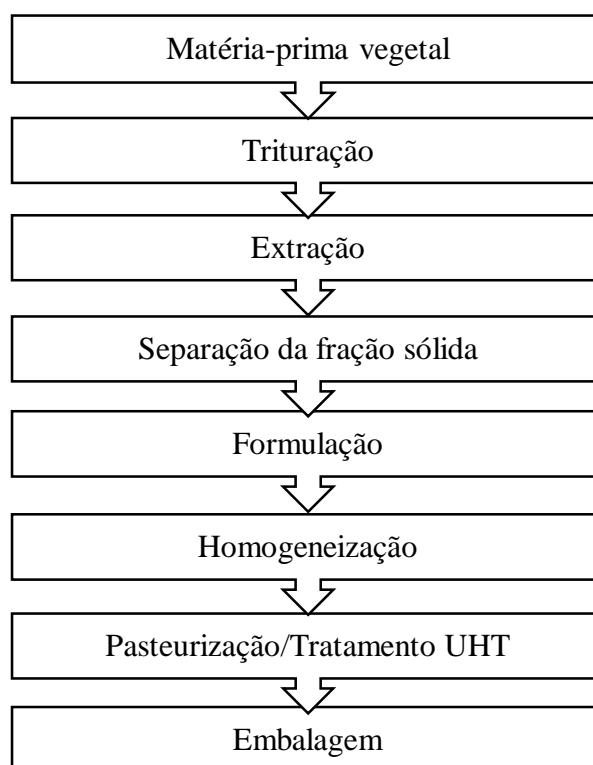 Matéria-prima vegetal
Trituração
Extração
Separação da fração sólida
Formulação
Homogeneização
Pasteurização/Tratamento UHT
Embalagem